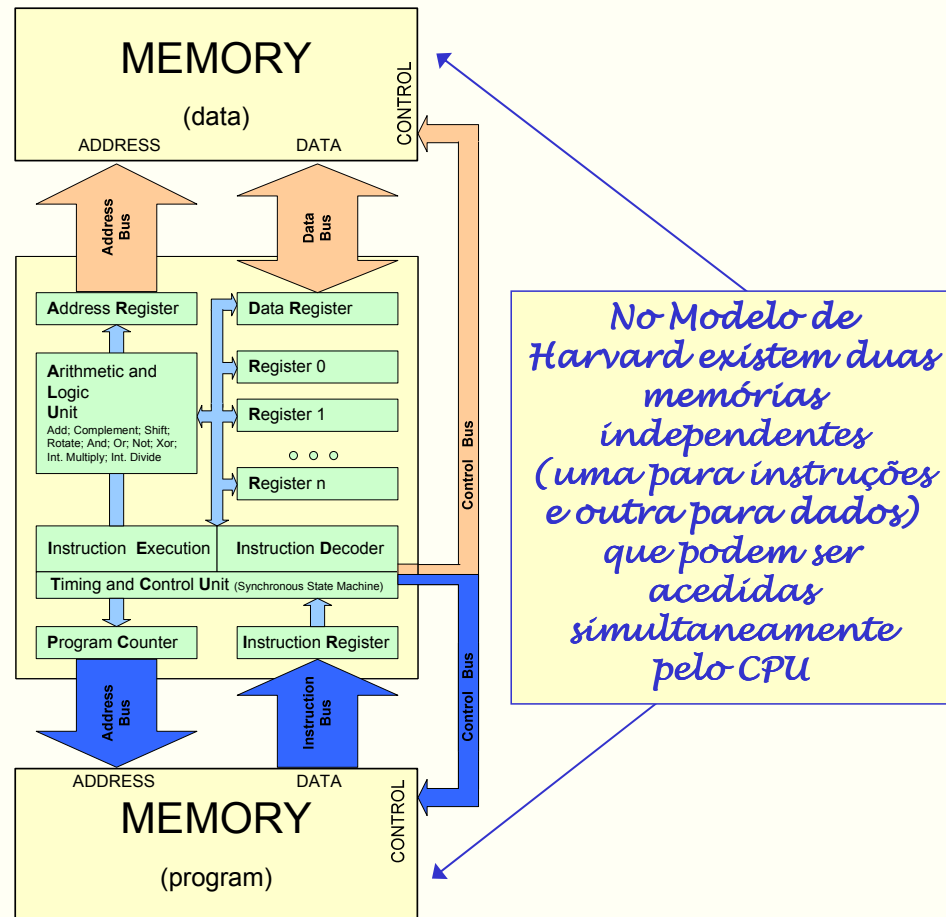 MEMORY
(data)
CONTROL
ADDRESS
DATA
Address
Bus
Data
Bus
Address Register
Data Register
Arithmetic and
Logic
Unit
Add; Complement; Shift;
Rotate; And; Or; Not; Xor;
Int. Multiply; Int. Divide
Register 0
Register 1
Register n
Instruction Execution
Instruction Decoder
Timing and Control Unit (Synchronous State Machine)
Program Counter
Instruction Register
Control Bus
Control Bus
Address
Bus
Instruction
Bus
ADDRESS
DATA
CONTROL
MEMORY
(program)
No Modelo de
Harvard existem duas
memórias
independentes
(uma para instruções
e outra para dados)
que podem ser
acedidas
simultaneamente
pelo CPU